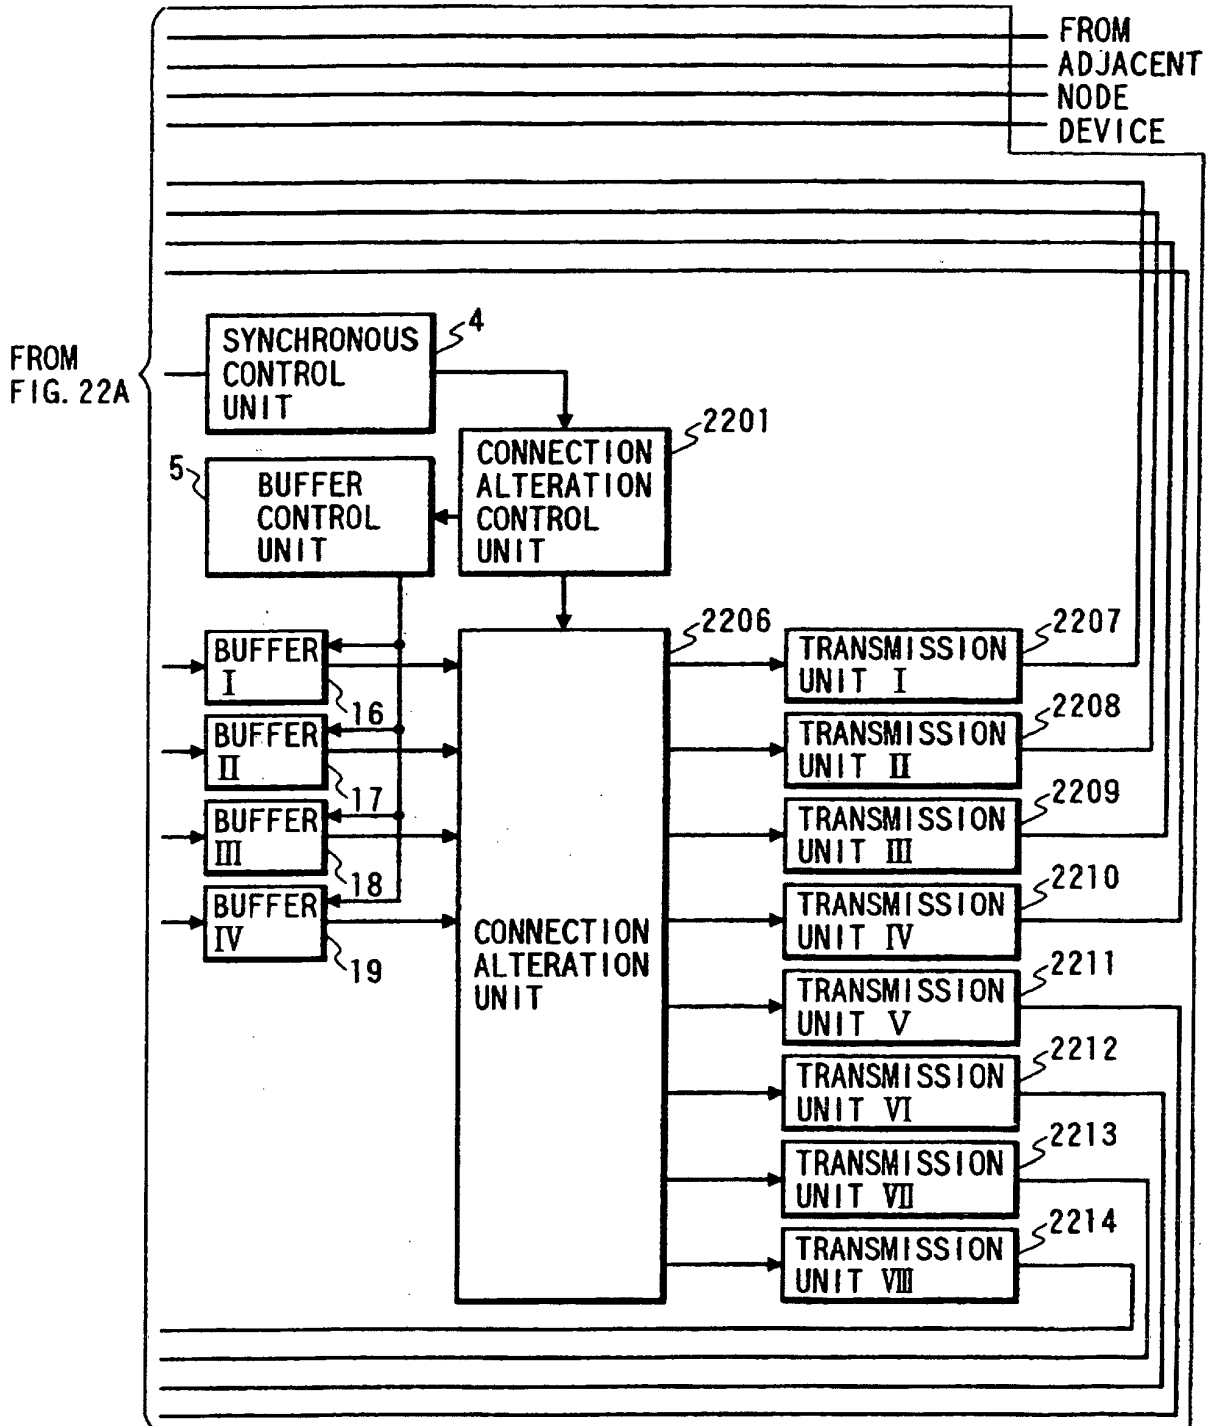 FROM
ADJACENT
NODE
DEVICE
FROM
FIG. 22A
SYNCHRONOUS
CONTROL
UNIT
4
5
BUFFER
CONTROL
UNIT
CONNECTION
ALTERATION
CONTROL
UNIT
2201
BUFFER
I
16
BUFFER
II
17
BUFFER
III
18
BUFFER
IV
19
CONNECTION
ALTERATION
UNIT
2206
TRANSMISSION
UNIT I
2207
TRANSMISSION
UNIT II
2208
TRANSMISSION
UNIT III
2209
TRANSMISSION
UNIT IV
2210
TRANSMISSION
UNIT V
2211
TRANSMISSION
UNIT VI
2212
TRANSMISSION
UNIT VII
2213
TRANSMISSION
UNIT VIII
2214